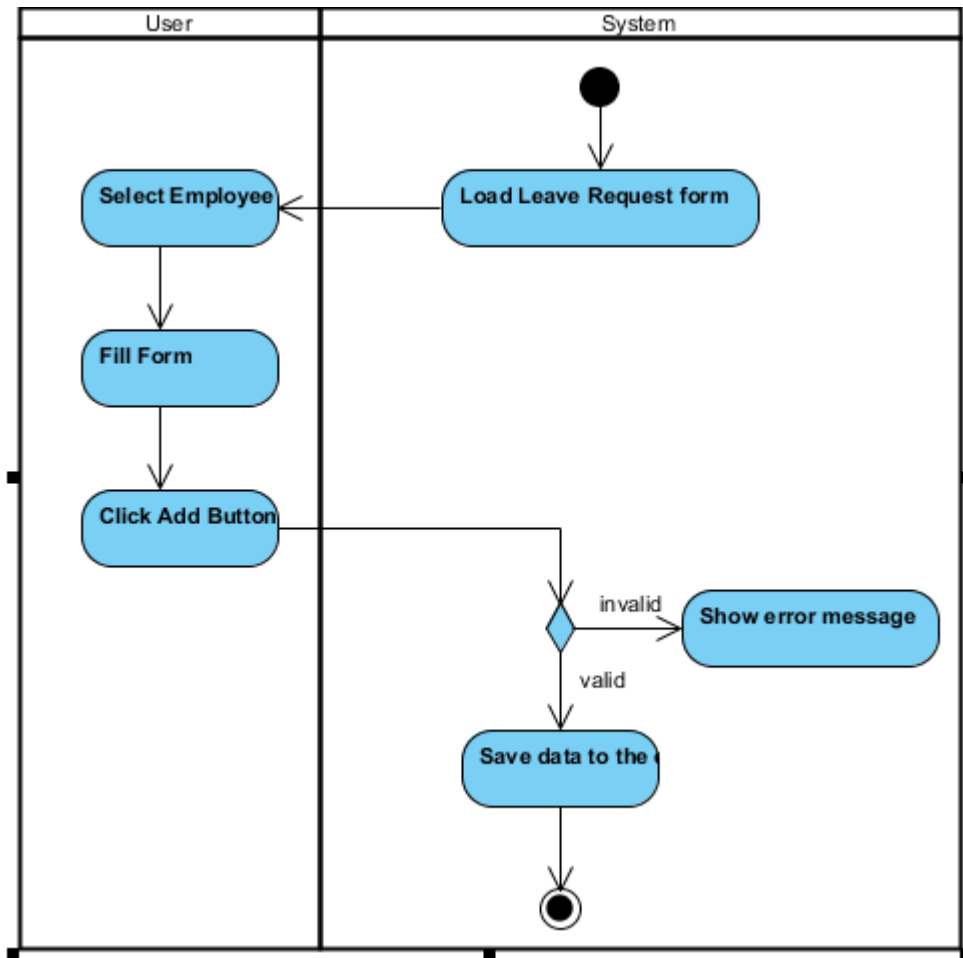 User
System
Select Employee
Load Leave Request form
Fill Form
Click Add Button
invalid
Show error message
valid
Save data to the